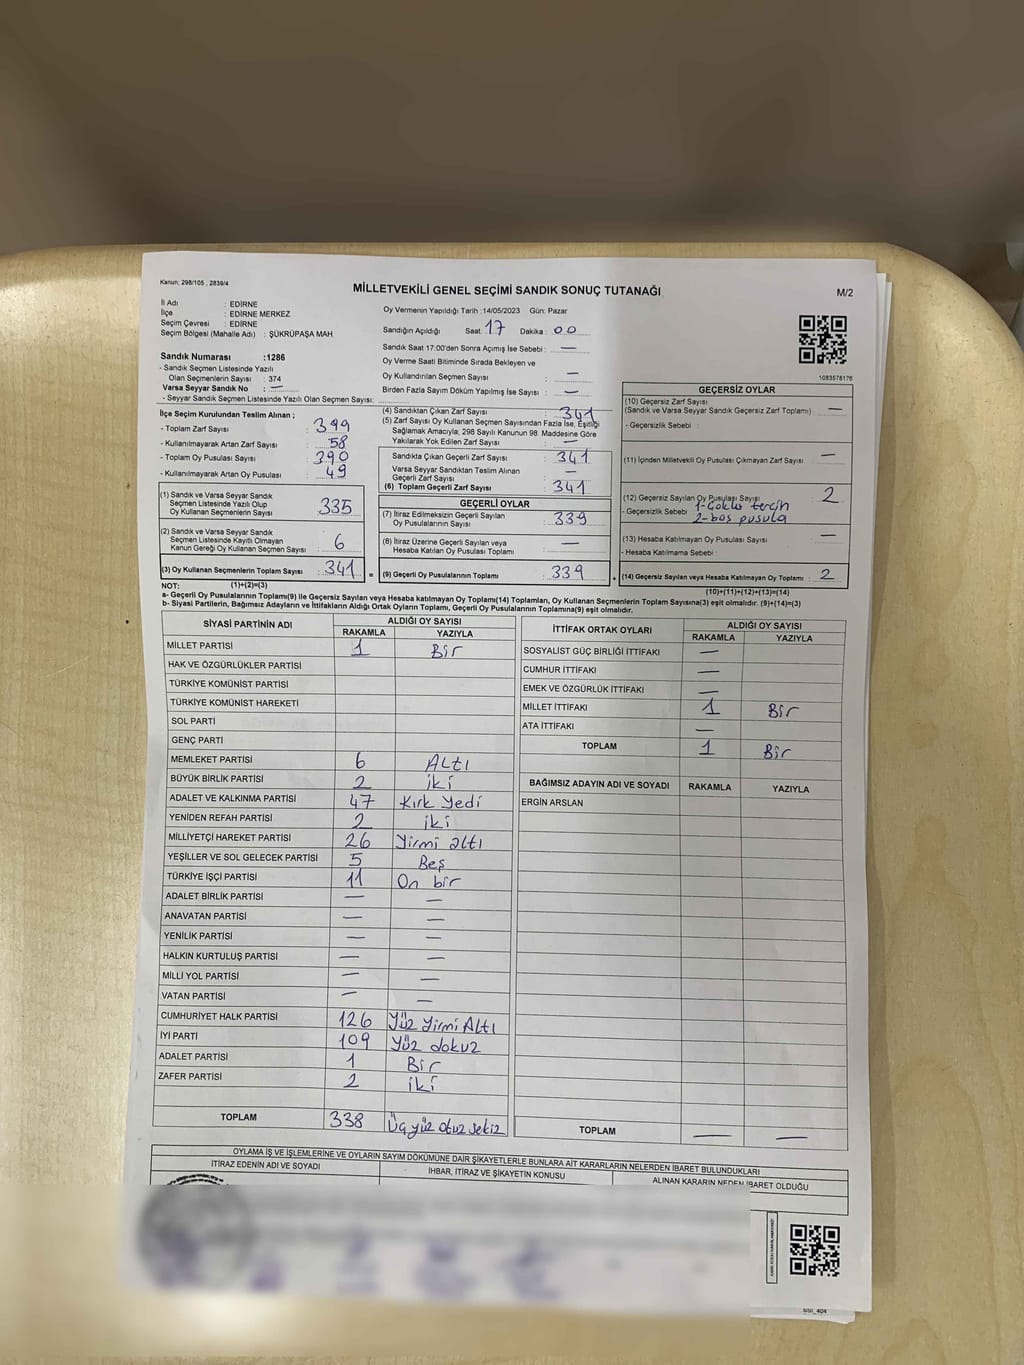 Kanun: 298/105 , 2839/4
MİLLETVEKİLİ GENEL SEÇİMİ SANDIK SONUÇ TUTANAĞI
M/2
İl Adı : EDİRNE
İlçe : EDİRNE MERKEZ
Seçim Çevresi : EDİRNE
Seçim Bölgesi (Mahalle Adı) : ŞÜKRÜPAŞA MAH.
Sandık Numarası :1286
- Sandık Seçmen Listesinde Yazılı
Olan Seçmenlerin Sayısı : 374
Varsa Seyyar Sandık No : —
- Seyyar Sandık Seçmen Listesinde Yazılı Olan Seçmen Sayısı:
Oy Vermenin Yapıldığı Tarih :14/05/2023 Gün: Pazar
Sandığın Açıldığı Saat: 17 Dakika : 00
Sandık Saat 17:00'den Sonra Açımış İse Sebebi : —
Oy Verme Saati Bitiminde Sırada Bekleyen ve
Oy Kullandırılan Seçmen Sayısı : —
Birden Fazla Sayım Döküm Yapılmış İse Sayısı : —
1083578176
İlçe Seçim Kurulundan Teslim Alınan ;
- Toplam Zarf Sayısı : 399
- Kullanılmayarak Artan Zarf Sayısı : 58
- Toplam Oy Pusulası Sayısı : 390
- Kullanılmayarak Artan Oy Pusulası : 49
(1) Sandık ve Varsa Seyyar Sandık
Seçmen Listesinde Yazılı Olup
Oy Kullanan Seçmenlerin Sayısı : 335
(2) Sandık ve Varsa Seyyar Sandık
Seçmen Listesinde Kayıtlı Olmayan
Kanun Gereği Oy Kullanan Seçmen Sayısı : 6
(3) Oy Kullanan Seçmenlerin Toplam Sayısı : 341
(4) Sandıktan Çıkan Zarf Sayısı : 341
(5) Zarf Sayısı Oy Kullanan Seçmen Sayısından Fazla İse, Eşitliği
Sağlamak Amacıyla; 298 Sayılı Kanunun 98. Maddesine Göre
Yakılarak Yok Edilen Zarf Sayısı : —
Sandıkta Çıkan Geçerli Zarf Sayısı : 341
Varsa Seyyar Sandıktan Teslim Alınan
Geçerli Zarf Sayısı : —
(6) Toplam Geçerli Zarf Sayısı : 341
GEÇERLİ OYLAR
(7) İtiraz Edilmeksizin Geçerli Sayılan
Oy Pusulalarının Sayısı : 339
(8) İtiraz Üzerine Geçerli Sayılan veya
Hesaba Katılan Oy Pusulası Toplamı : —
= (9) Geçerli Oy Pusulalarının Toplamı : 339
GEÇERSİZ OYLAR
(10) Geçersiz Zarf Sayısı
(Sandık ve Varsa Seyyar Sandık Geçersiz Zarf Toplamı) : —
- Geçersizlik Sebebi :
(11) İçinden Milletvekili Oy Pusulası Çıkmayan Zarf Sayısı : —
(12) Geçersiz Sayılan Oy Pusulası Sayısı : 2
- Geçersizlik Sebebi : 1-Çoklu tercih
2-boş pusula
(13) Hesaba Katılmayan Oy Pusulası Sayısı : —
- Hesaba Katılmama Sebebi :
+ (14) Geçersiz Sayılan veya Hesaba Katılmayan Oy Toplamı : 2
NOT: (1)+(2)=(3)
(10)+(11)+(12)+(13)=(14)
a- Geçerli Oy Pusulalarının Toplamı(9) ile Geçersiz Sayılan veya Hesaba katılmayan Oy Toplamı(14) Toplamları, Oy Kullanan Seçmenlerin Toplam Sayısına(3) eşit olmalıdır. (9)+(14)=(3)
b- Siyasi Partilerin, Bağımsız Adayların ve İttifakların Aldığı Ortak Oyların Toplamı, Geçerli Oy Pusulalarının Toplamına(9) eşit olmalıdır.
SİYASİ PARTİNİN ADI ALDIĞI OY SAYISI
RAKAMLA YAZIYLA
MİLLET PARTİSİ 1 Bir
HAK VE ÖZGÜRLÜKLER PARTİSİ
TÜRKİYE KOMÜNİST PARTİSİ
TÜRKİYE KOMÜNİST HAREKETİ
SOL PARTİ
GENÇ PARTİ
MEMLEKET PARTİSİ 6 Altı
BÜYÜK BİRLİK PARTİSİ 2 iki
ADALET VE KALKINMA PARTİSİ 47 Kırk yedi
YENİDEN REFAH PARTİSİ 2 iki
MİLLİYETÇİ HAREKET PARTİSİ 26 Yirmi altı
YEŞİLLER VE SOL GELECEK PARTİSİ 5 Beş
TÜRKİYE İŞÇİ PARTİSİ 11 On bir
ADALET BİRLİK PARTİSİ — —
ANAVATAN PARTİSİ — —
YENİLİK PARTİSİ — —
HALKIN KURTULUŞ PARTİSİ — —
MİLLİ YOL PARTİSİ — —
VATAN PARTİSİ — —
CUMHURİYET HALK PARTİSİ 126 Yüz Yirmi Altı
İYİ PARTİ 109 Yüz dokuz
ADALET PARTİSİ 1 Bir
ZAFER PARTİSİ 2 iki
TOPLAM 338 Üçyüz otuz sekiz
İTTİFAK ORTAK OYLARI ALDIĞI OY SAYISI
RAKAMLA YAZIYLA
SOSYALİST GÜÇ BİRLİĞİ İTTİFAKI —
CUMHUR İTTİFAKI —
EMEK VE ÖZGÜRLÜK İTTİFAKI —
MİLLET İTTİFAKI 1 Bir
ATA İTTİFAKI —
TOPLAM 1 Bir
BAĞIMSIZ ADAYIN ADI VE SOYADI RAKAMLA YAZIYLA
ERGİN ARSLAN
TOPLAM — —
OYLAMA İŞ VE İŞLEMLERİNE VE OYLARIN SAYIM DÖKÜMÜNE DAİR ŞİKAYETLERLE BUNLARA AİT KARARLARIN NELERDEN İBARET BULUNDUKLARI
İTİRAZ EDENİN ADI VE SOYADI İHBAR, İTİRAZ VE ŞİKAYETİN KONUSU ALINAN KARARIN NEDEN İBARET OLDUĞU